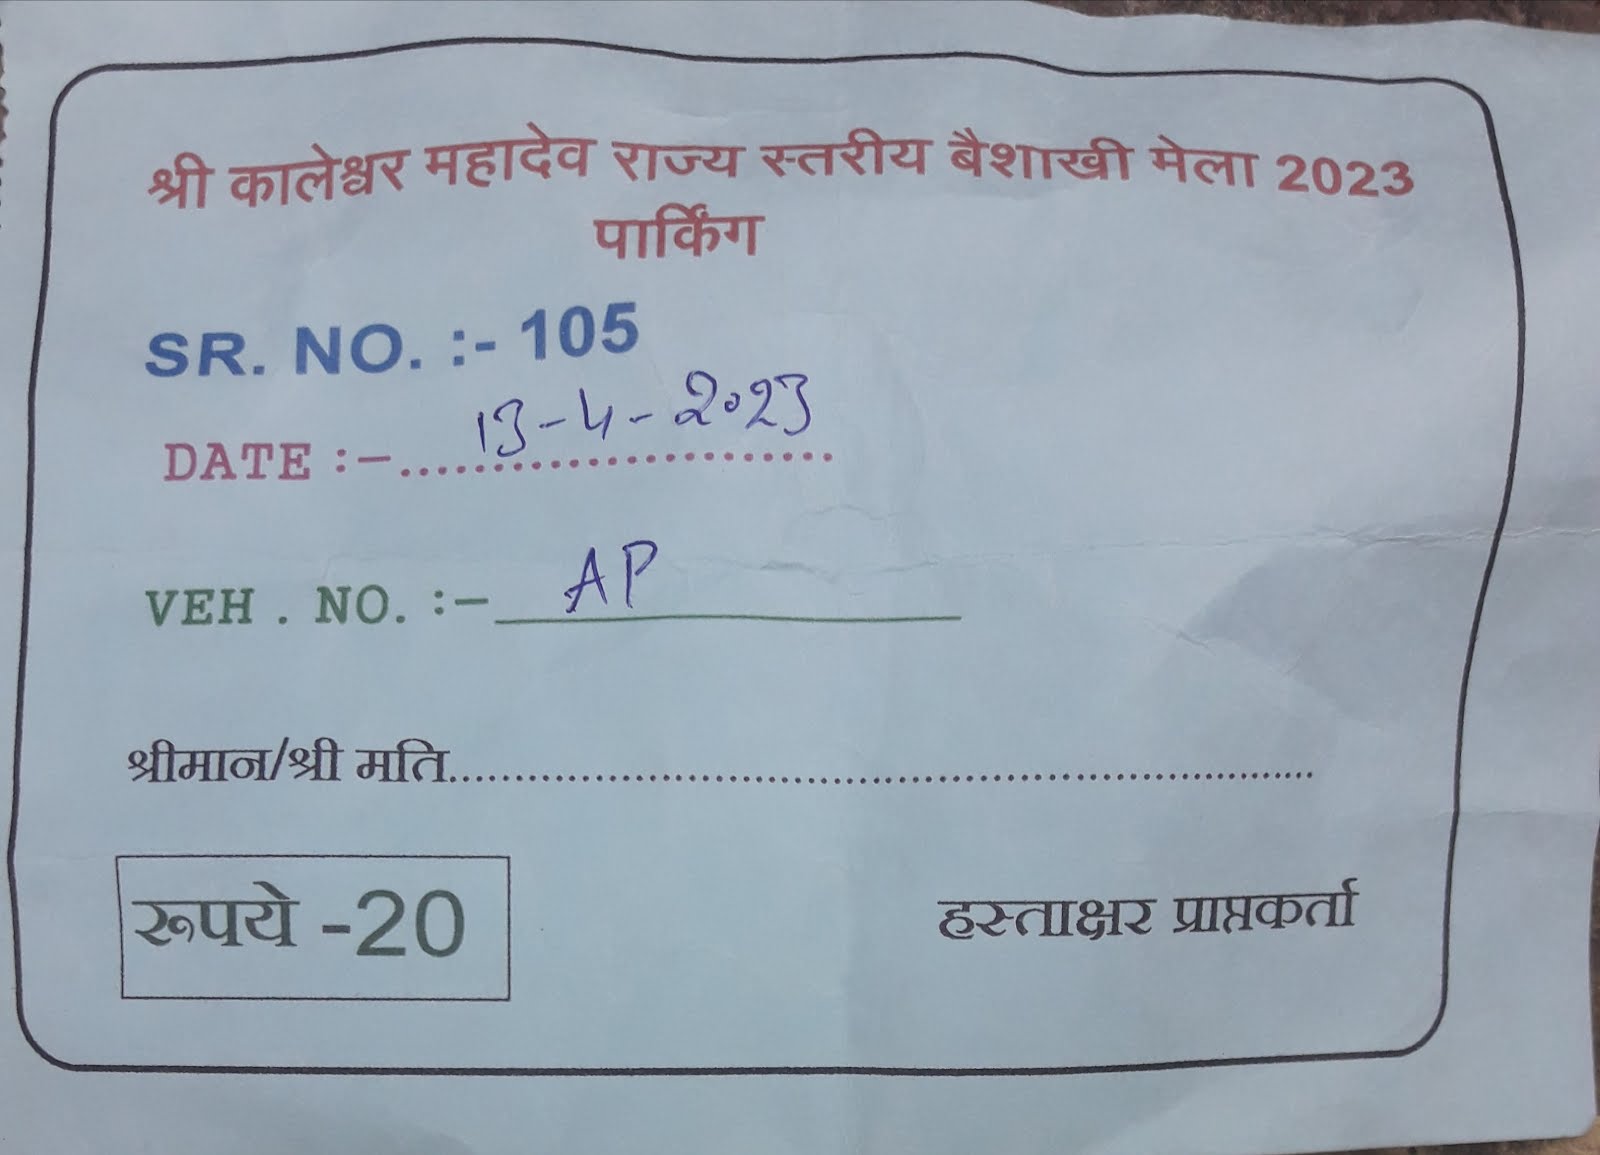 श्री कालेश्वर महादेव राज्य स्तरीय बैशाखी मेला 2023
पार्किंग
SR. NO. :- 105
DATE :-....................... 13-4-2023
VEH . NO. :-____________ AP
श्रीमान/श्री मति....................................................................................
रूपये -20
हस्ताक्षर प्राप्तकर्ता